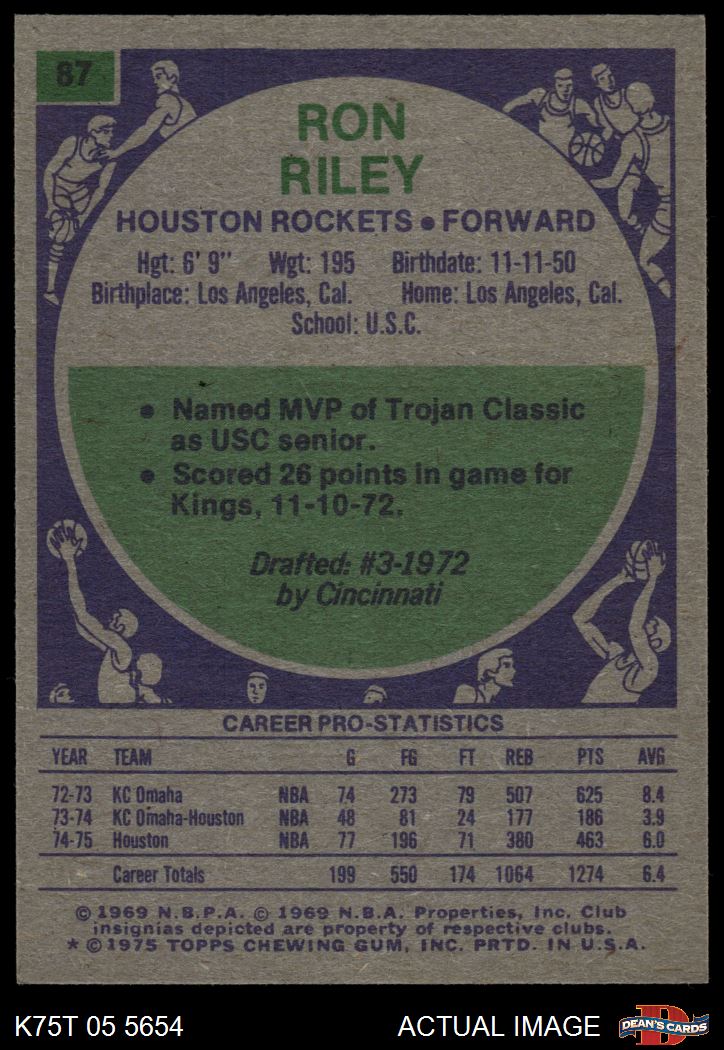 87
RON
RILEY
HOUSTON ROCKETS • FORWARD
Hgt: 6' 9" Wgt: 195 Birthdate: 11-11-50
Birthplace: Los Angeles, Cal. Home: Los Angeles, Cal.
School: U.S.C.
• Named MVP of Trojan Classic
as USC senior.
• Scored 26 points in game for
Kings, 11-10-72.
Drafted: #3-1972
by Cincinnati
CAREER PRO-STATISTICS
YEAR TEAM G FG FT REB PTS AVG
72-73 KC Omaha NBA 74 273 79 507 625 8.4
73-74 KC Omaha-Houston NBA 48 81 24 177 186 3.9
74-75 Houston NBA 77 196 71 380 463 6.0
Career Totals 199 550 174 1064 1274 6.4
© 1969 N.B.P.A. © 1969 N.B.A. Properties, Inc. Club
insignias depicted are property of respective clubs.
* © 1975 TOPPS CHEWING GUM, INC. PRTD. IN U.S.A.
K75T 05 5654 ACTUAL IMAGE D DEAN'S CARDS